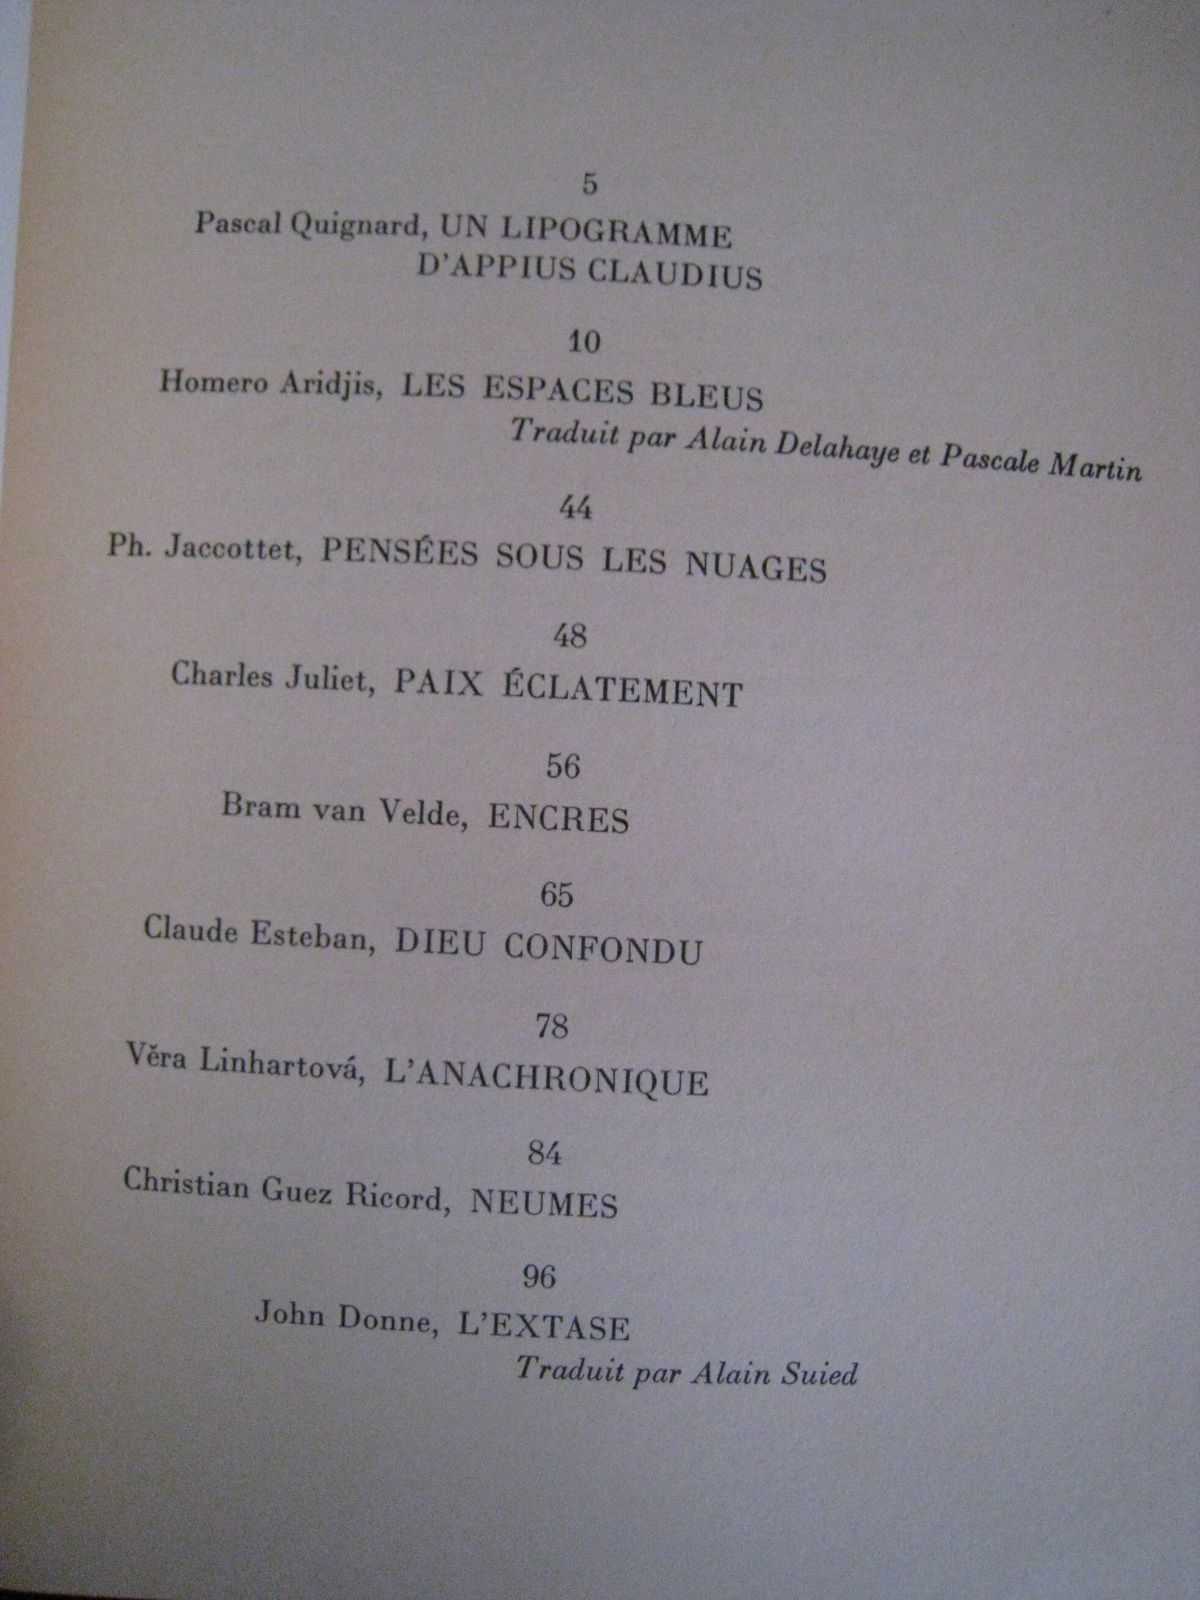 5
Pascal Quignard, UN LIPOGRAMME
D'APPIUS CLAUDIUS
10
Homero Aridjis, LES ESPACES BLEUS
Traduit par Alain Delahaye et Pascale Martin
44
Ph. Jaccottet, PENSÉES SOUS LES NUAGES
48
Charles Juliet, PAIX ÉCLATEMENT
56
Bram van Velde, ENCRES
65
Claude Esteban, DIEU CONFONDU
78
Věra Linhartová, L'ANACHRONIQUE
84
Christian Guez Ricord, NEUMES
96
John Donne, L'EXTASE
Traduit par Alain Suied